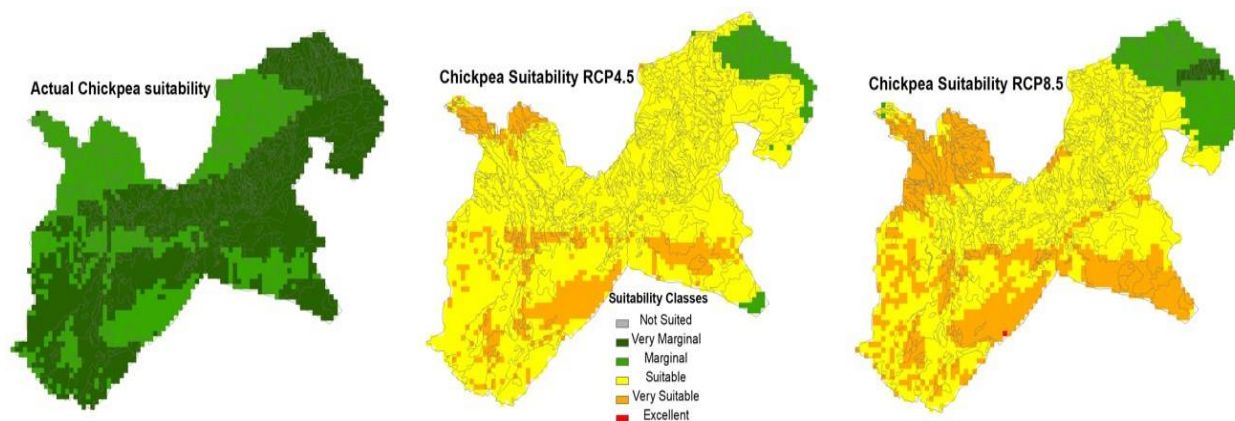 Actual Chickpea suitability
Chickpea Suitability RCP4.5
Chickpea Suitability RCP8.5
Suitability Classes
Not Suited
Very Marginal
Marginal
Suitable
Very Suitable
Excellent